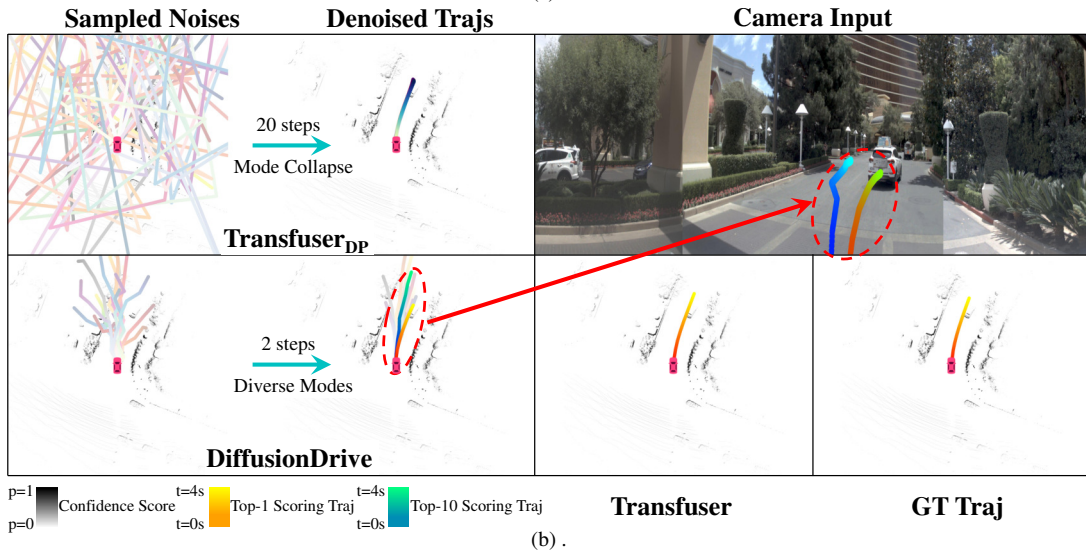 Sampled Noises
Denoised Trajs
Camera Input
20 steps
Mode Collapse
TransfuserDP
2 steps
Diverse Modes
DiffusionDrive
p=1
p=0
Confidence Score
t=4s
t=0s
Top-1 Scoring Traj
t=4s
t=0s
Top-10 Scoring Traj
Transfuser
GT Traj
(b) .